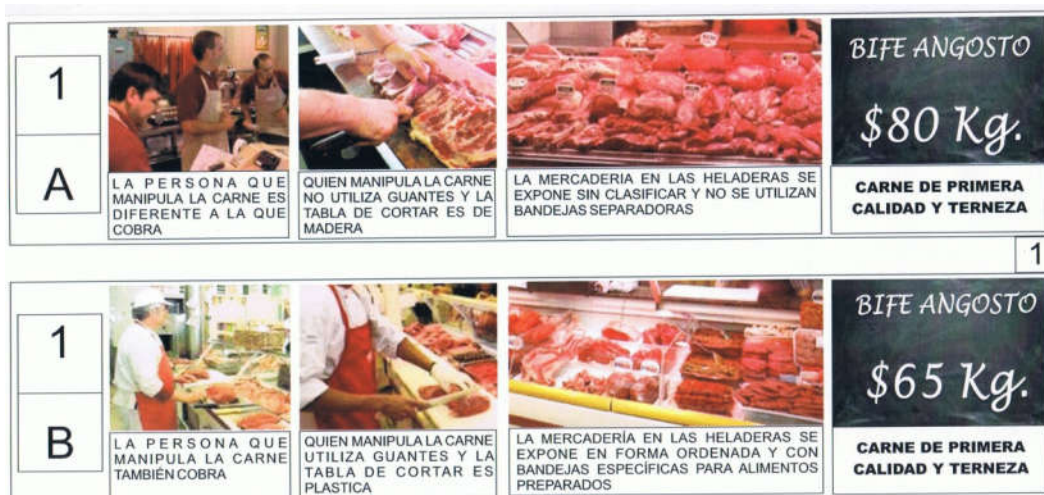 1
A
LA PERSONA QUE
MANIPULA LA CARNE ES
DIFERENTE A LA QUE
COBRA
QUIEN MANIPULA LA CARNE
NO UTILIZA GUANTES Y LA
TABLA DE CORTAR ES DE
MADERA
LA MERCADERIA EN LAS HELADERAS SE
EXPONE SIN CLASIFICAR Y NO SE UTILIZAN
BANDEJAS SEPARADORAS
BIFE ANGOSTO
$80 Kg.
CARNE DE PRIMERA
CALIDAD Y TERNEZA
1
1
B
LA PERSONA QUE
MANIPULA LA CARNE
TAMBIÉN COBRA
QUIEN MANIPULA LA CARNE
UTILIZA GUANTES Y LA
TABLA DE CORTAR ES
PLASTICA
LA MERCADERÍA EN LAS HELADERAS SE
EXPONE EN FORMA ORDENADA Y CON
BANDEJAS ESPECÍFICAS PARA ALIMENTOS
PREPARADOS
BIFE ANGOSTO
$65 Kg.
CARNE DE PRIMERA
CALIDAD Y TERNEZA